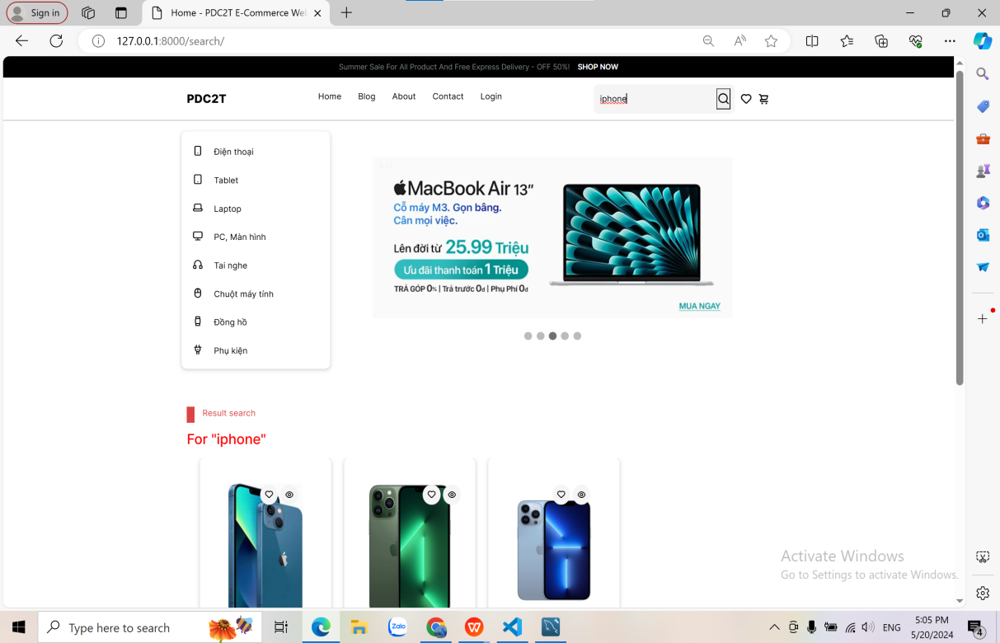 Sign in
Home - PDC2T E-Commerce Wel
127.0.0.1:8000/search/
Summer Sale For All Product And Free Express Delivery - OFF 50%! SHOP NOW
PDC2T
Home Blog About Contact Login
iphone
Điện thoại
Tablet
Laptop
PC, Màn hình
Tai nghe
Chuột máy tính
Đồng hồ
Phụ kiện
MacBook Air 13"
Cỗ máy M3. Gọn bâng.
Cân mọi việc.
Lên đời từ 25.99 Triệu
Ưu đãi thanh toán 1 Triệu
TRẢ GÓP 0% | Trả trước 0đ | Phụ Phí 0đ
MUA NGAY
Result search
For "iphone"
Activate Windows
Go to Settings to activate Windows.
Type here to search
Zalo
ENG
5:05 PM
5/20/2024
4